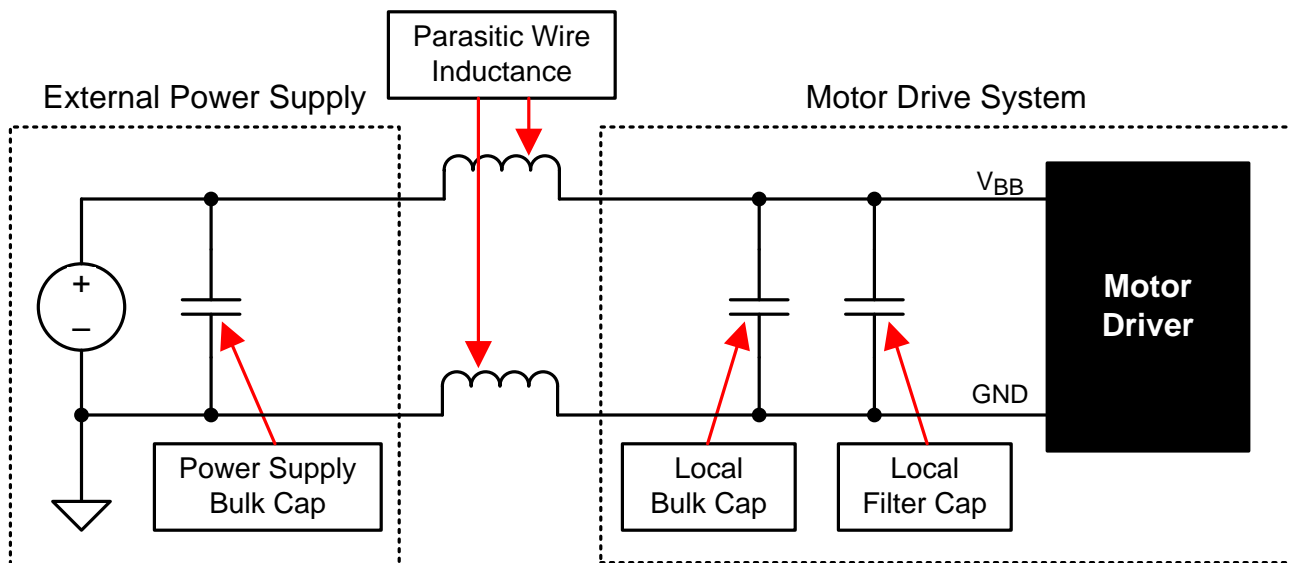 Parasitic Wire
Inductance
External Power Supply
Motor Drive System
VBB
+
–
Motor
Driver
GND
Power Supply
Bulk Cap
Local
Bulk Cap
Local
Filter Cap